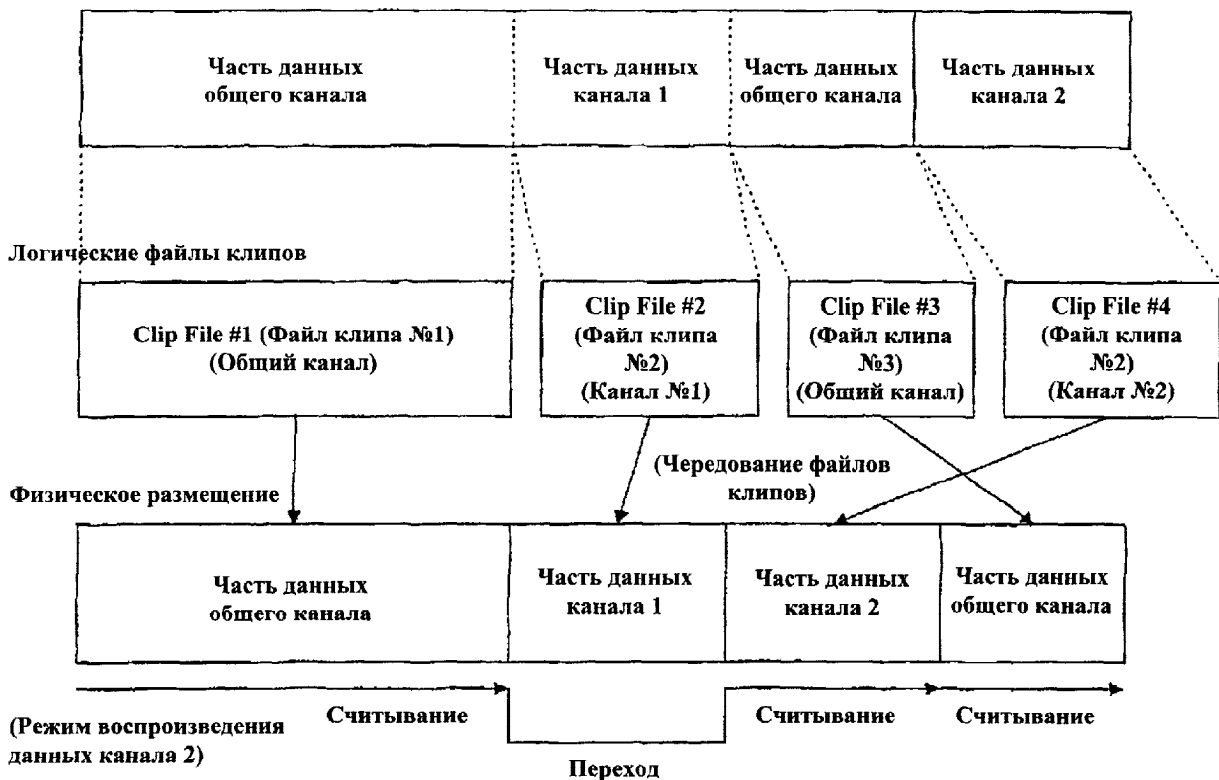 Часть данных
общего канала
Часть данных
канала 1
Часть данных
общего канала
Часть данных
канала 2
Логические файлы клипов
Clip File #1 (Файл клипа №1)
(Общий канал)
Clip File #2
(Файл клипа
№2)
(Канал №1)
Clip File #3
(Файл клипа
№3)
(Общий канал)
Clip File #4
(Файл клипа
№2)
(Канал №2)
(Чередование файлов
клипов)
Физическое размещение
Часть данных
общего канала
Часть данных
канала 1
Часть данных
канала 2
Часть данных
общего канала
(Режим воспроизведения
данных канала 2)
Считывание
Переход
Считывание
Считывание